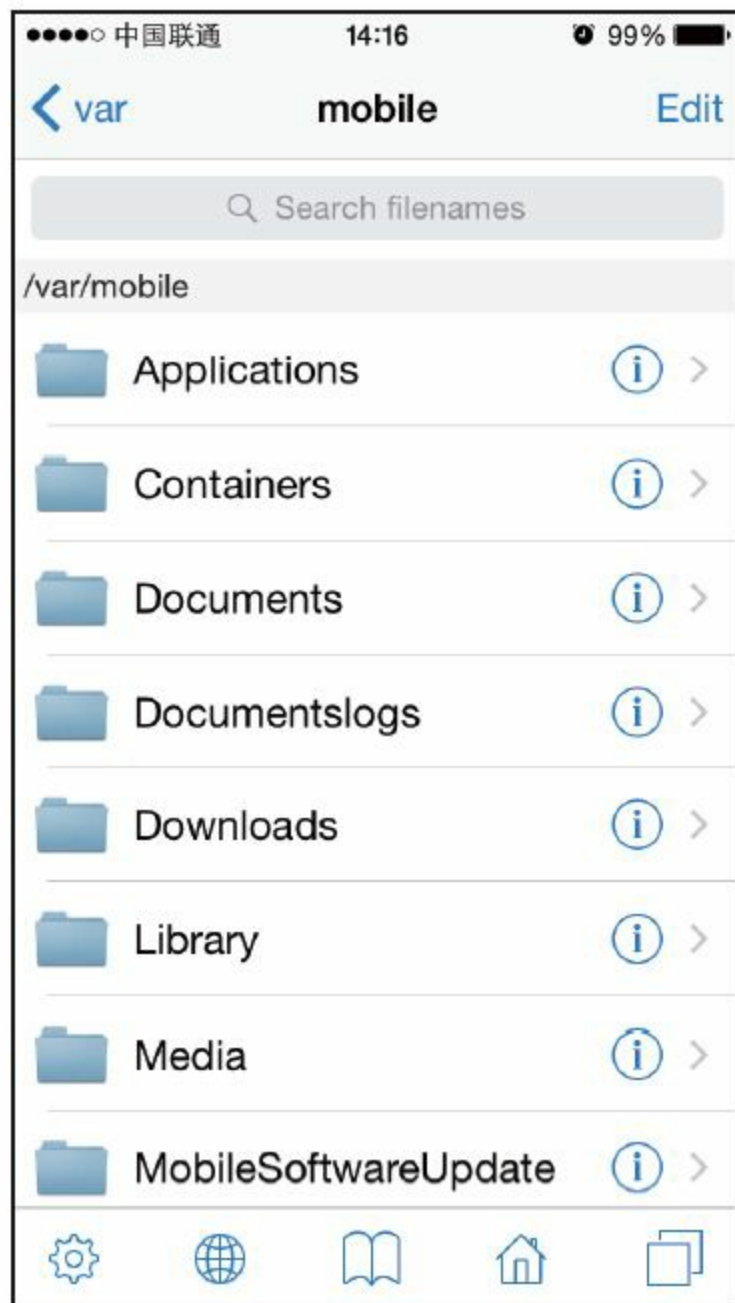 中国联通 14:16 99%
var mobile Edit
Search filenames
/var/mobile
Applications
Containers
Documents
Documentslogs
Downloads
Library
Media
MobileSoftwareUpdate